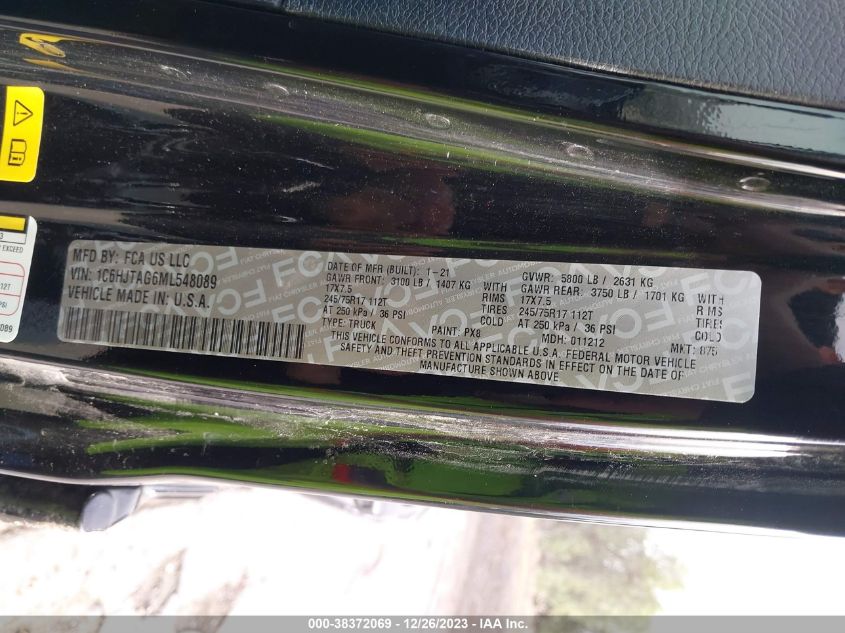 MFD BY: FCA US LLC
VIN: 1C6HJTAG6ML548089
VEHICLE MADE IN: U.S.A.
DATE OF MFR (BUILT): 1-21
GAWR FRONT: 3100 LB / 1407 KG WITH
17X7.5 RIMS
245/75R17 112T TIRES
AT 250 kPa / 36 PSI COLD
TYPE: TRUCK PAINT: PX8
GVWR: 5800 LB / 2631 KG
GAWR REAR: 3750 LB / 1701 KG WITH
17X7.5 RIMS
245/75R17 112T TIRES
AT 250 kPa / 36 PSI COLD
MDH: 011212 MKT: 875
THIS VEHICLE CONFORMS TO ALL APPLICABLE U.S.A. FEDERAL MOTOR VEHICLE
SAFETY AND THEFT PREVENTION STANDARDS IN EFFECT ON THE DATE OF
MANUFACTURE SHOWN ABOVE
EXCEED
12T
PSI
089
000-38372069 - 12/26/2023 - IAA Inc.